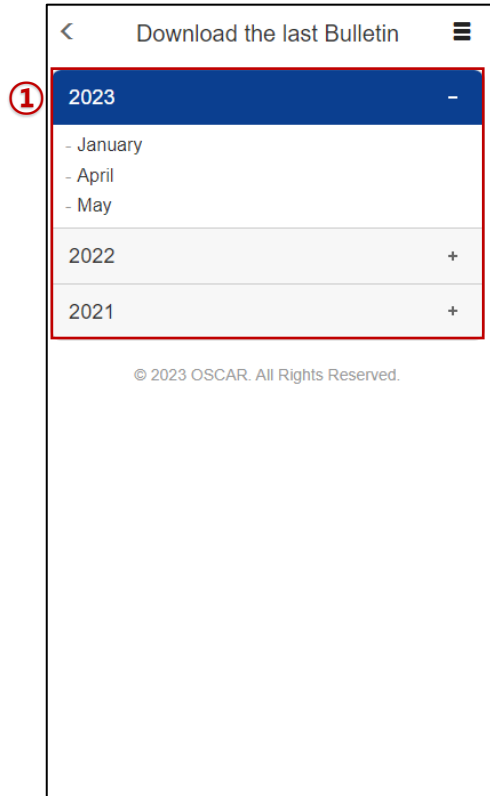 Download the last Bulletin
①
2023 -
- January
- April
- May
2022 +
2021 +
© 2023 OSCAR. All Rights Reserved.